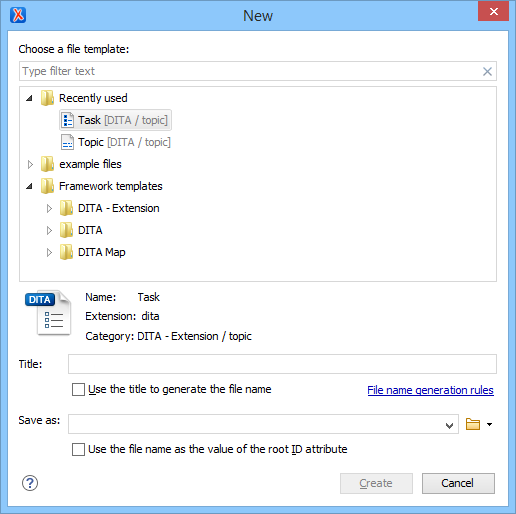 New
Choose a file template:
Type filter text
Recently used
Task [DITA / topic]
Topic [DITA / topic]
example files
Framework templates
DITA - Extension
DITA
DITA Map
DITA
Name: Task
Extension: dita
Category: DITA - Extension / topic
Title:
Use the title to generate the file name File name generation rules
Save as:
Use the file name as the value of the root ID attribute
? Create Cancel